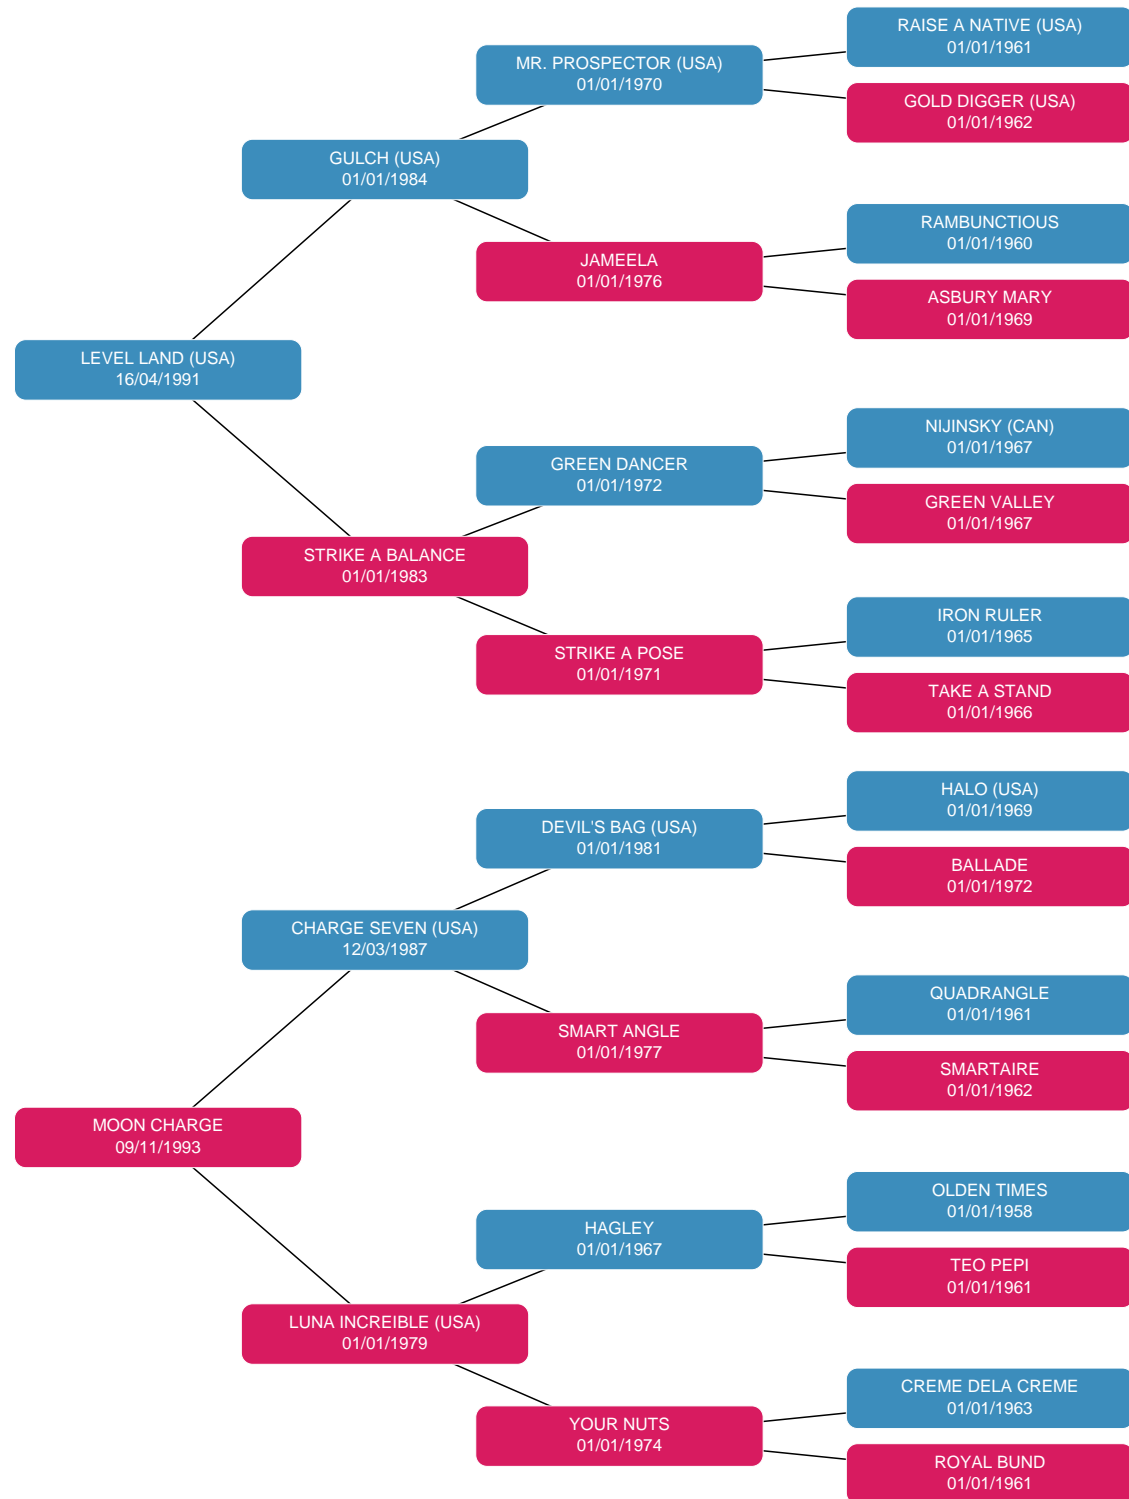 RAISE A NATIVE (USA)
01/01/1961
MR. PROSPECTOR (USA)
01/01/1970
GOLD DIGGER (USA)
01/01/1962
GULCH (USA)
01/01/1984
RAMBUNCTIOUS
01/01/1960
JAMEELA
01/01/1976
ASBURY MARY
01/01/1969
LEVEL LAND (USA)
16/04/1991
NIJINSKY (CAN)
01/01/1967
GREEN DANCER
01/01/1972
GREEN VALLEY
01/01/1967
STRIKE A BALANCE
01/01/1983
IRON RULER
01/01/1965
STRIKE A POSE
01/01/1971
TAKE A STAND
01/01/1966
HALO (USA)
01/01/1969
DEVIL'S BAG (USA)
01/01/1981
BALLADE
01/01/1972
CHARGE SEVEN (USA)
12/03/1987
QUADRANGLE
01/01/1961
SMART ANGLE
01/01/1977
SMARTAIRE
01/01/1962
MOON CHARGE
09/11/1993
OLDEN TIMES
01/01/1958
HAGLEY
01/01/1967
TEO PEPI
01/01/1961
LUNA INCREIBLE (USA)
01/01/1979
CREME DELA CREME
01/01/1963
YOUR NUTS
01/01/1974
ROYAL BUND
01/01/1961